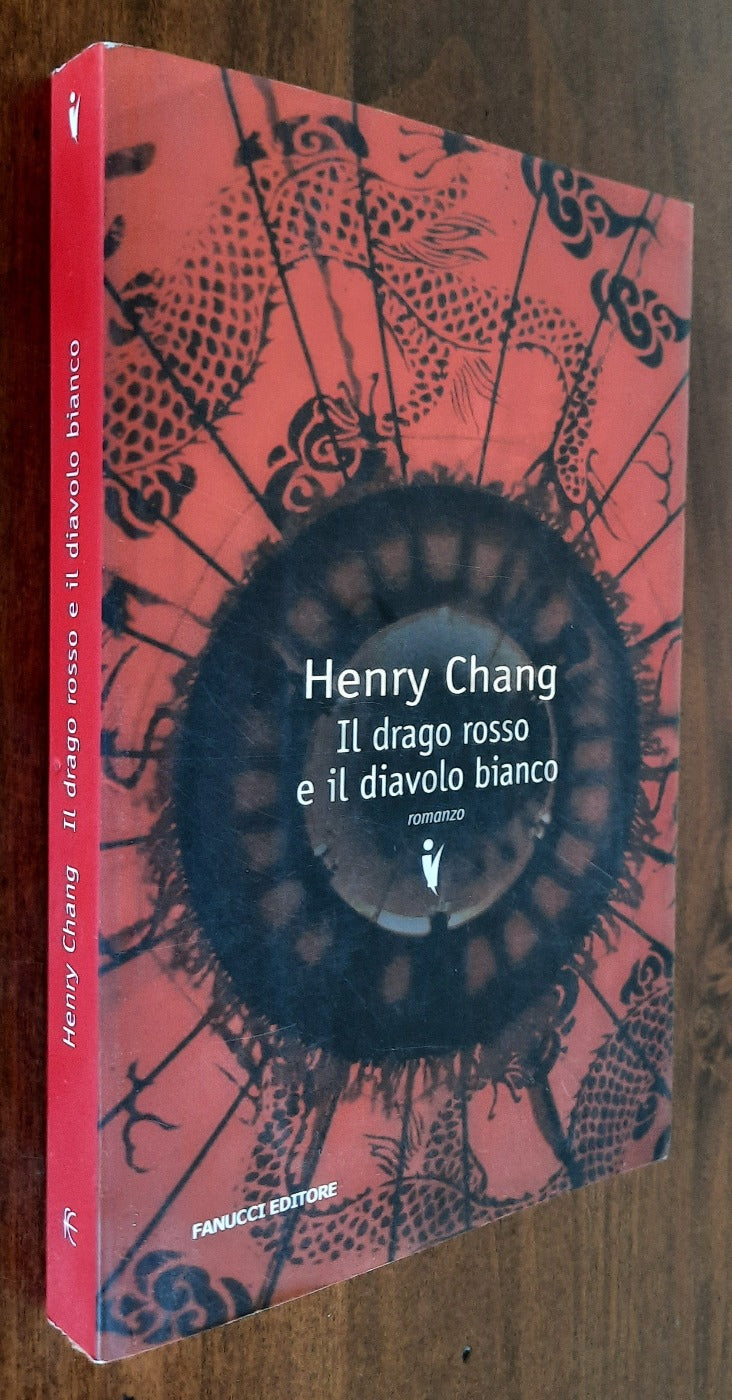 Henry Chang   Il drago rosso e il diavolo bianco
Henry Chang
Il drago rosso
e il diavolo bianco
romanzo
FANUCCI EDITORE